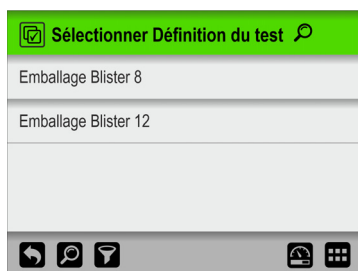 Sélectionner Définition du test
Emballage Blister 8
Emballage Blister 12